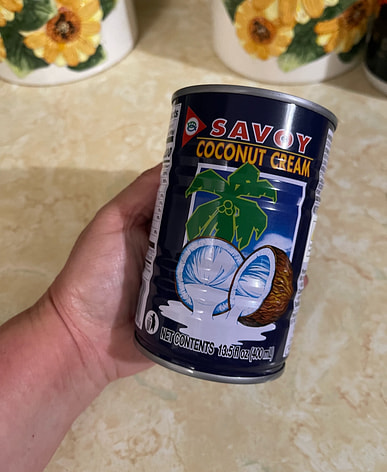 SAVOY
COCONUT CREAM
NET CONTENTS 13.5 fl oz (400 ml)